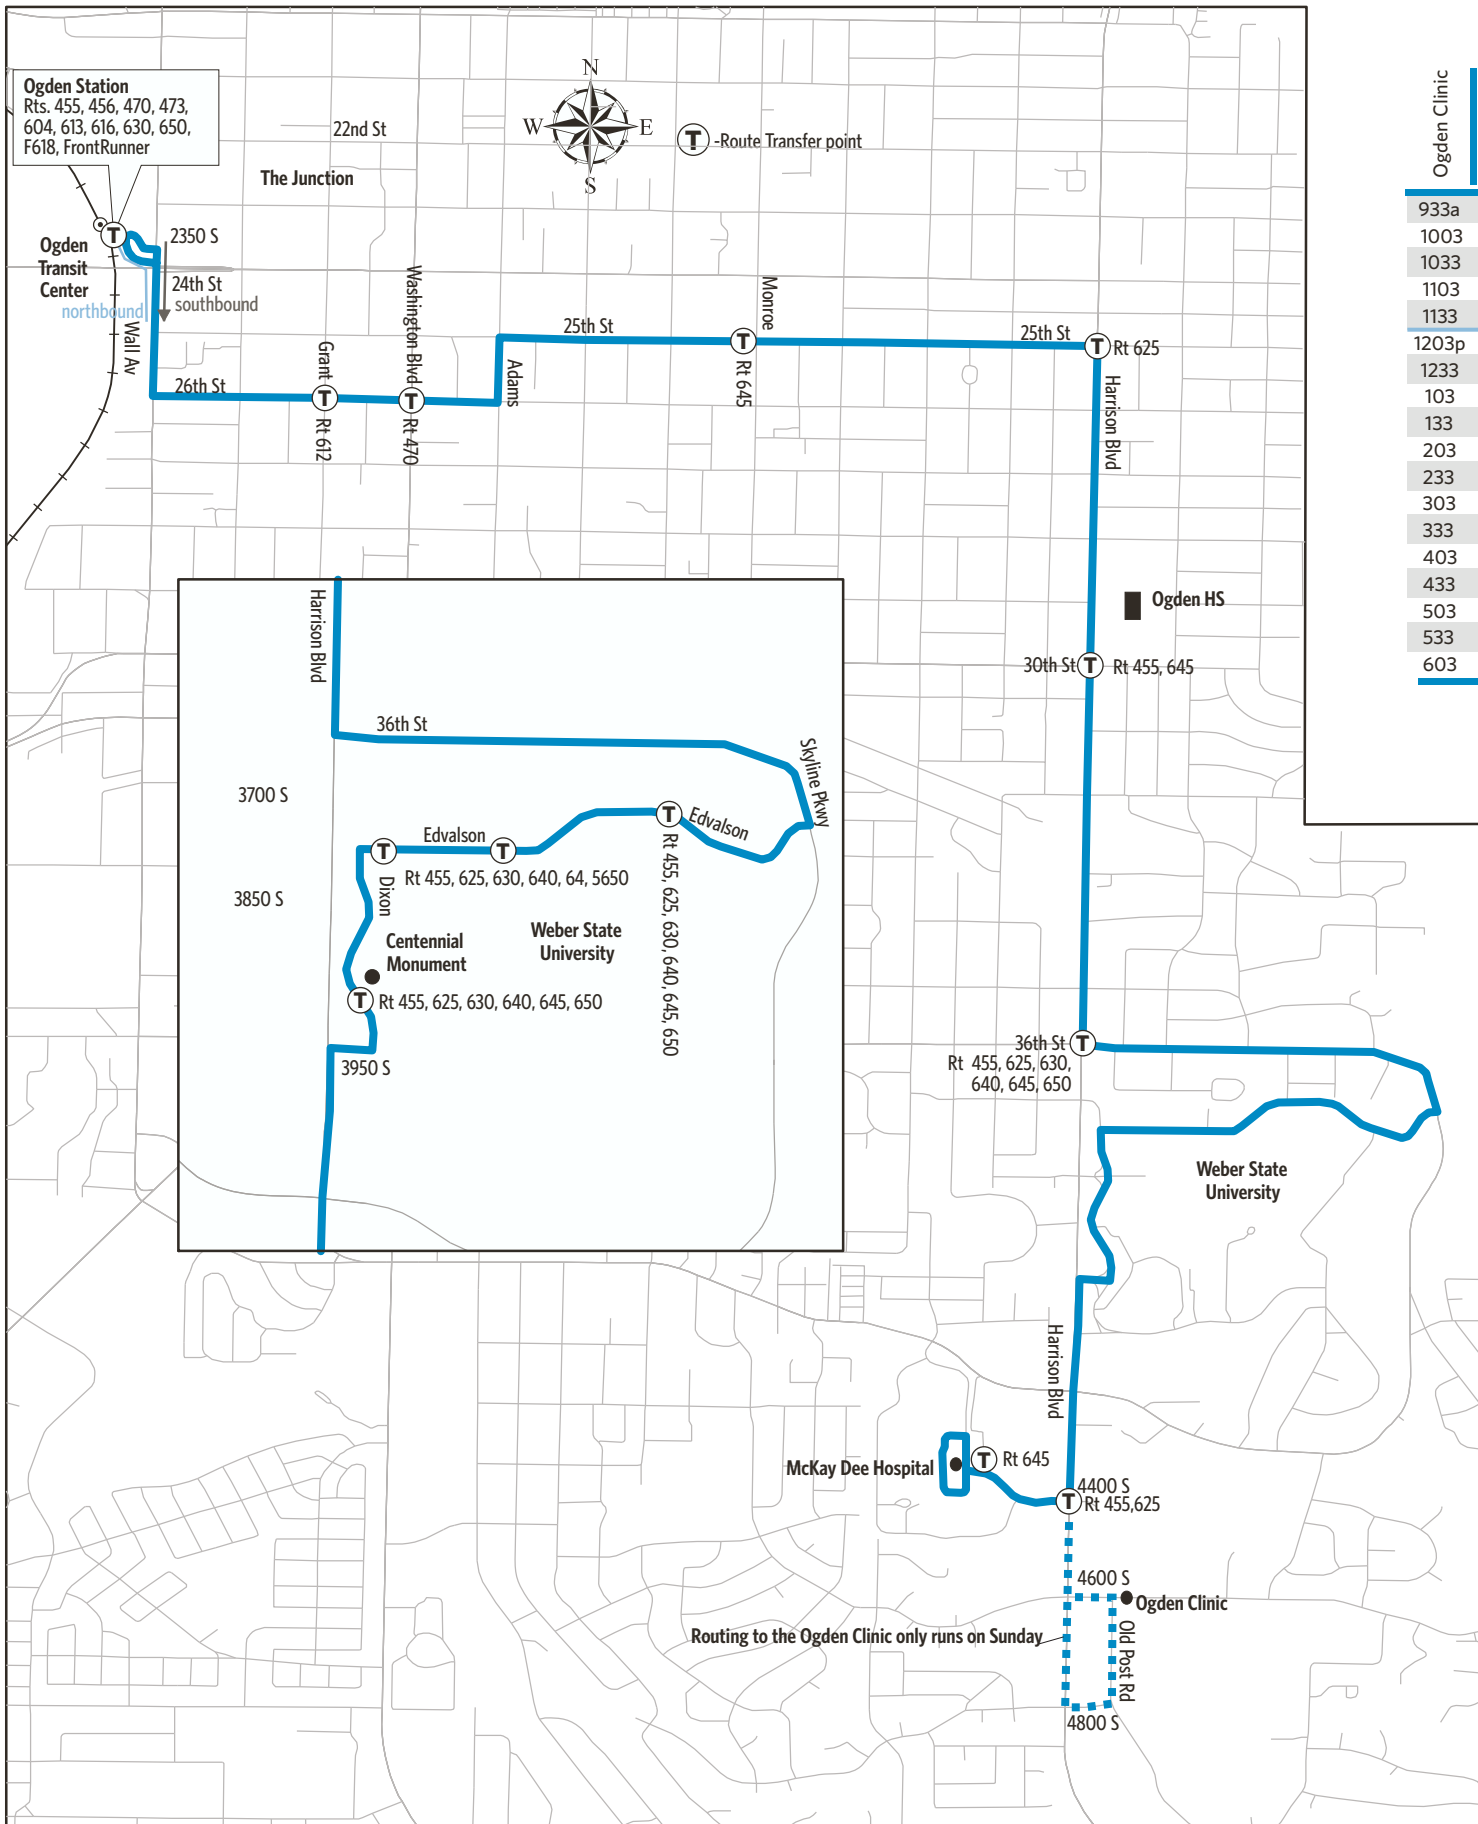 Ogden Station
Rts. 455, 456, 470, 473,
604, 613, 616, 630, 650,
F618, FrontRunner
22nd St
The Junction
N
W
E
S
T
-Route Transfer point
T
Ogden
Transit
Center
2350 S
24th St
southbound
northbound
Wall Av
26th St
Grant
T
Rt 612
Washington Blvd
T
Rt 470
Adams
25th St
Monroe
T
Rt 645
25th St
T
Rt 625
Harrison Blvd
Ogden HS
30th St
T
Rt 455, 645
36th St
T
Rt 455, 625, 630,
640, 645, 650
Weber State
University
Harrison Blvd
McKay Dee Hospital
T
Rt 645
4400 S
T
Rt 455,625
4600 S
Ogden Clinic
Routing to the Ogden Clinic only runs on Sunday
Old Post Rd
4800 S
Harrison Blvd
36th St
Skyline Pkwy
3700 S
T
Edvalson
Edvalson
T
T
Rt 455, 625, 630, 640, 64, 5650
Rt 455, 625, 630, 640, 645, 650
Dixon
3850 S
Centennial
Monument
Weber State
University
T
Rt 455, 625, 630, 640, 645, 650
3950 S
Ogden Clinic
933a
1003
1033
1103
1133
1203p
1233
103
133
203
233
303
333
403
433
503
533
603